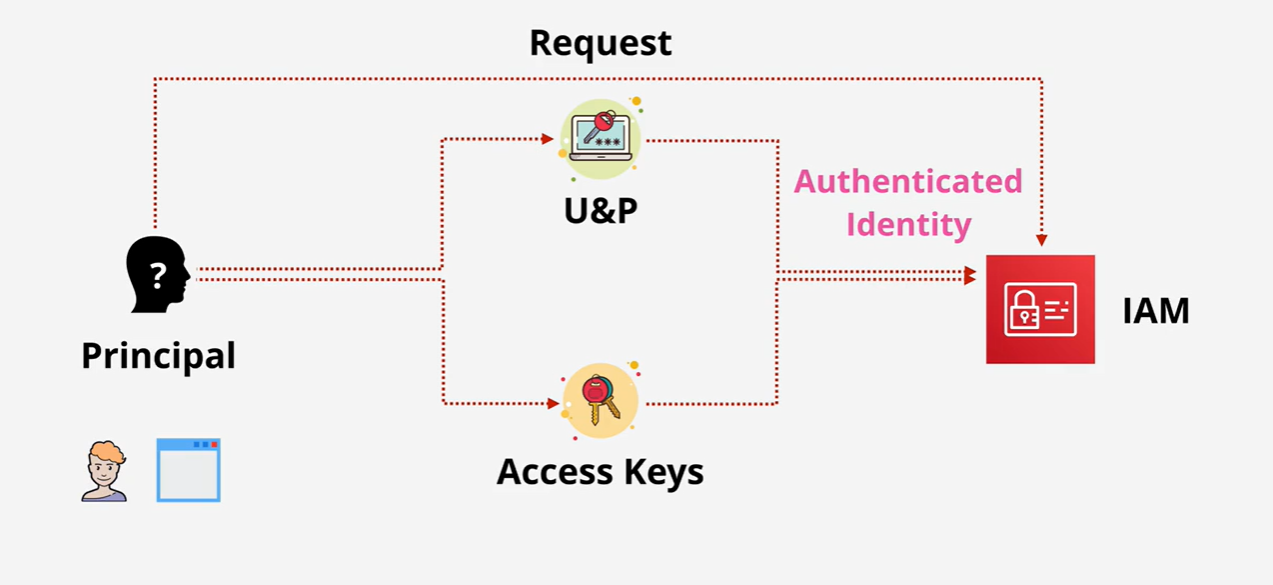 Request
U&P
Authenticated
Identity
?
Principal
IAM
Access Keys